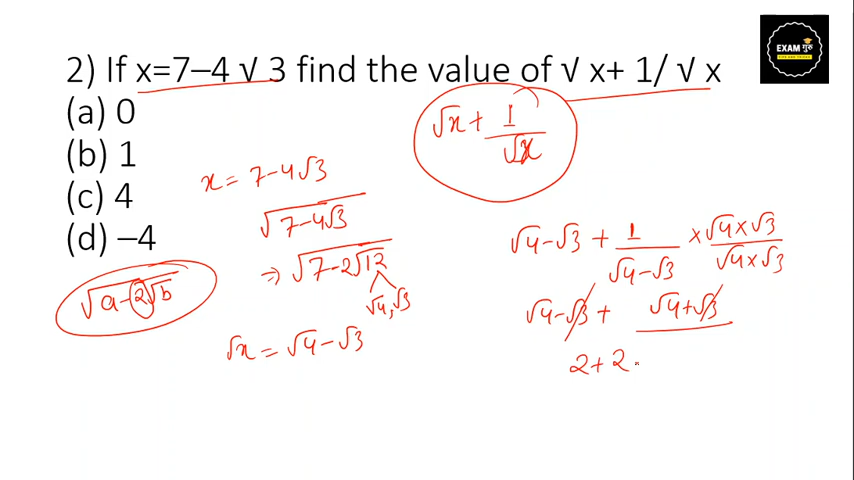 EXAM गुरु
2) If x=7–4 √ 3 find the value of √ x+ 1/ √ x
(a) 0
(b) 1
(c) 4
(d) –4
√x + 1/√x
x = 7-4√3
√(7-4√3)
⇒ √(7-2√12)
√4, √3
√(a-2√b)
√x = √4 - √3
√4-√3 + 1/(√4-√3) × (√4×√3)/(√4×√3)
√4-√3 + √4+√3
2+2